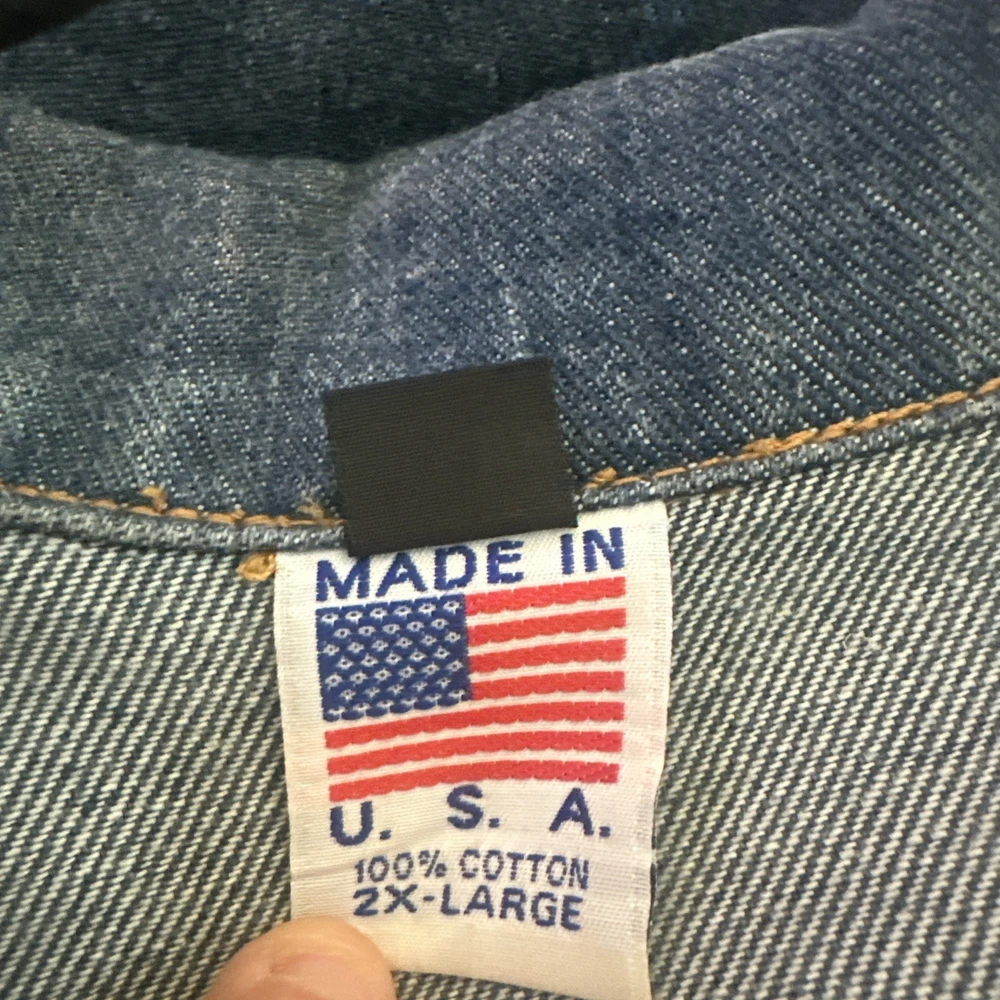 MADE IN
U. S. A.
100% COTTON
2X-LARGE